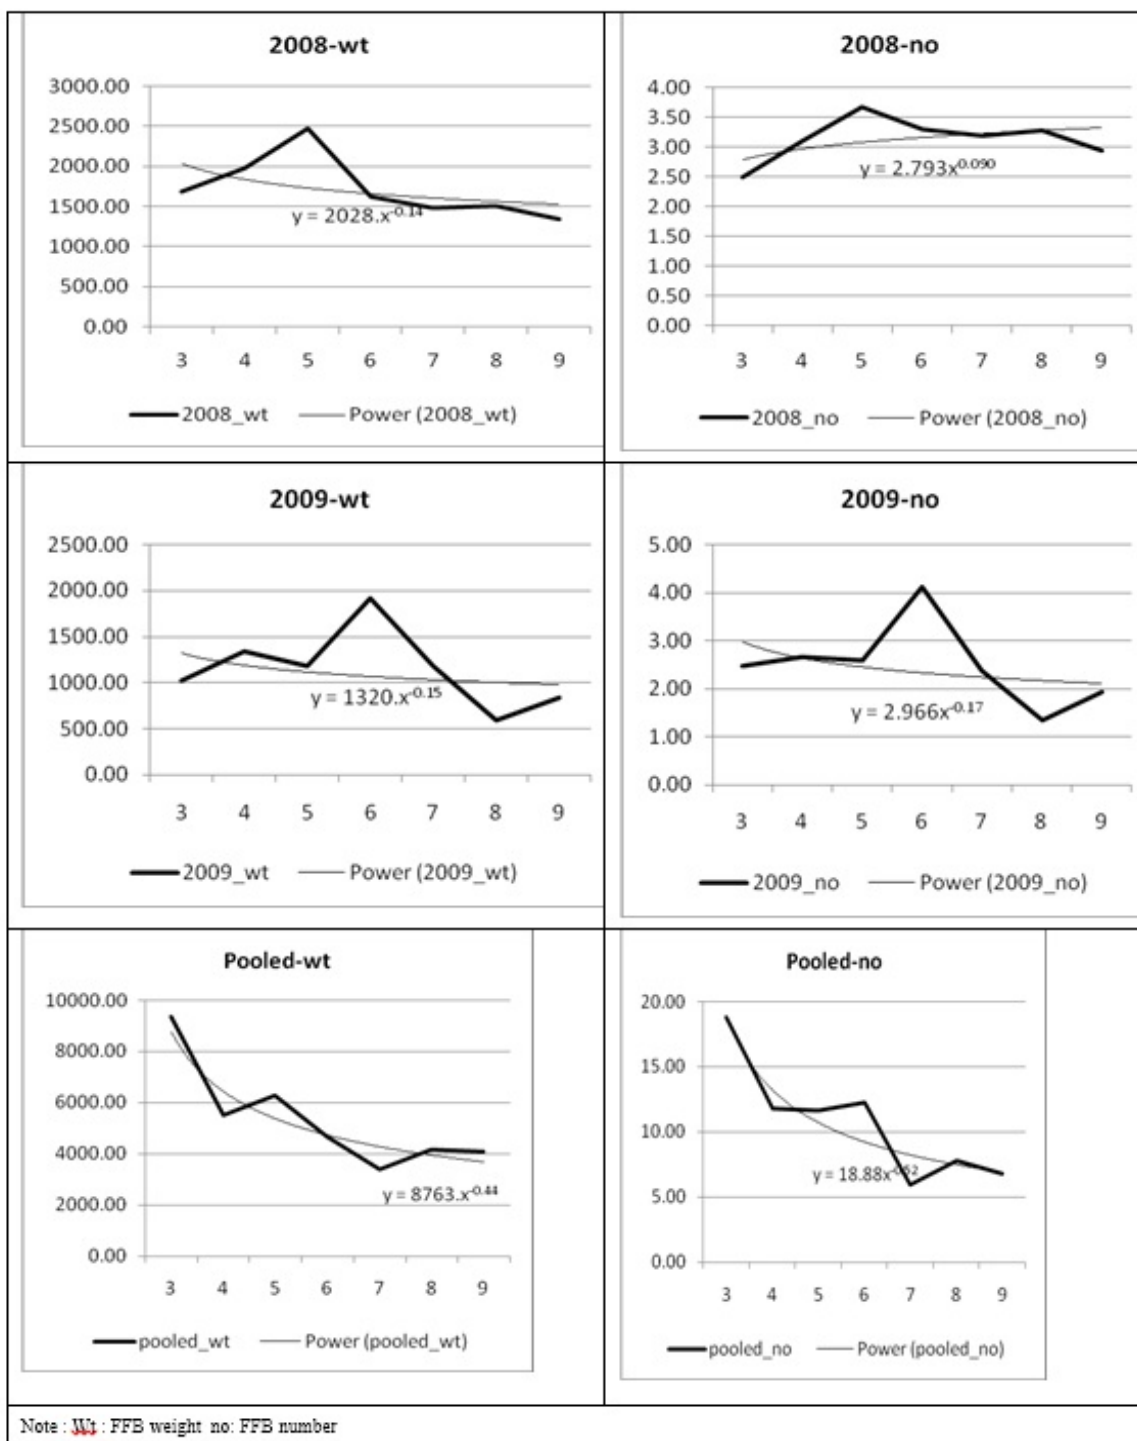 2008-wt
3000.00
2500.00
2000.00
1500.00
1000.00
500.00
0.00
y = 2028.x^-0.14
3 4 5 6 7 8 9
2008_wt Power (2008_wt)
2008-no
4.00
3.50
3.00
2.50
2.00
1.50
1.00
0.50
0.00
y = 2.793x^0.090
3 4 5 6 7 8 9
2008_no Power (2008_no)
2009-wt
2500.00
2000.00
1500.00
1000.00
500.00
0.00
y = 1320.x^-0.15
3 4 5 6 7 8 9
2009_wt Power (2009_wt)
2009-no
5.00
4.00
3.00
2.00
1.00
0.00
y = 2.966x^-0.17
3 4 5 6 7 8 9
2009_no Power (2009_no)
Pooled-wt
10000.00
8000.00
6000.00
4000.00
2000.00
0.00
y = 8763.x^-0.44
3 4 5 6 7 8 9
pooled_wt Power (pooled_wt)
Pooled-no
20.00
15.00
10.00
5.00
0.00
y = 18.88x^-0.52
3 4 5 6 7 8 9
pooled_no Power (pooled_no)
Note : Wt : FFB weight no: FFB number